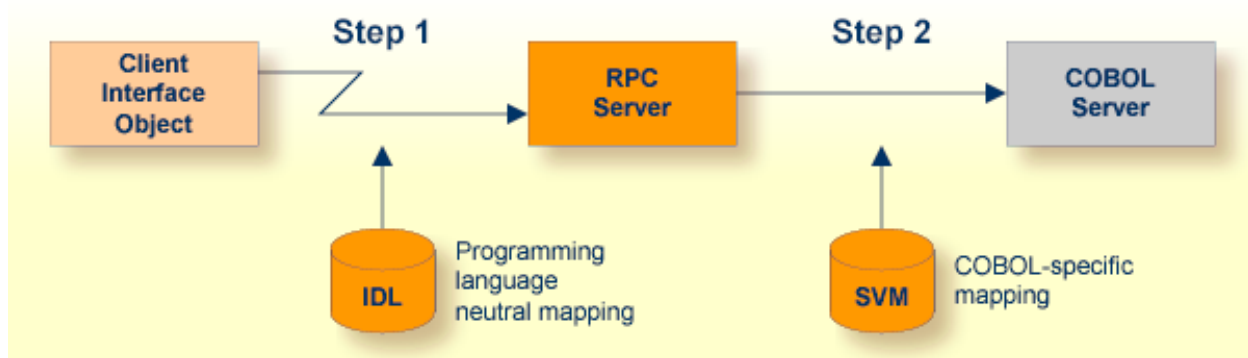 Step 1
Step 2
Client
Interface
Object
RPC
Server
COBOL
Server
IDL
Programming
language
neutral mapping
SVM
COBOL-specific
mapping